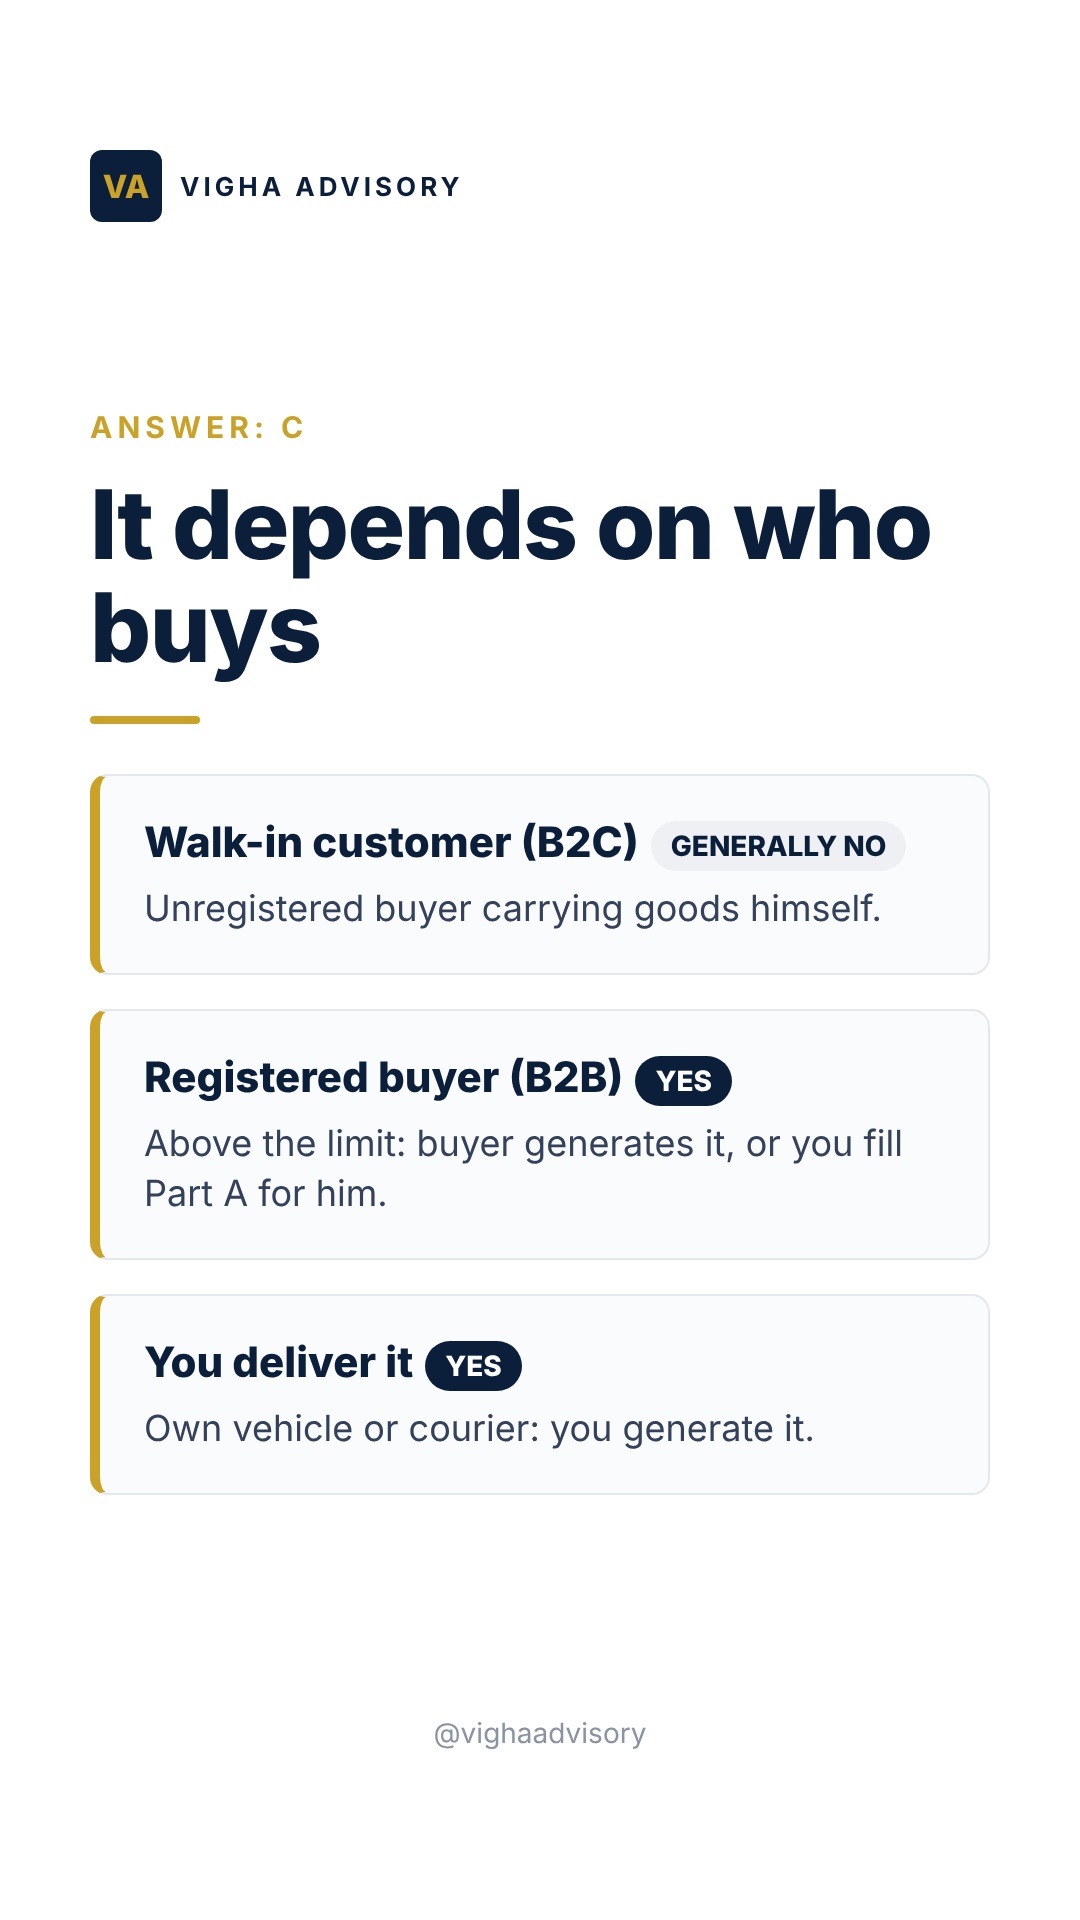 VA VIGHA ADVISORY
ANSWER: C
It depends on who
buys
Walk-in customer (B2C) GENERALLY NO
Unregistered buyer carrying goods himself.
Registered buyer (B2B) YES
Above the limit: buyer generates it, or you fill
Part A for him.
You deliver it YES
Own vehicle or courier: you generate it.
@vighaadvisory